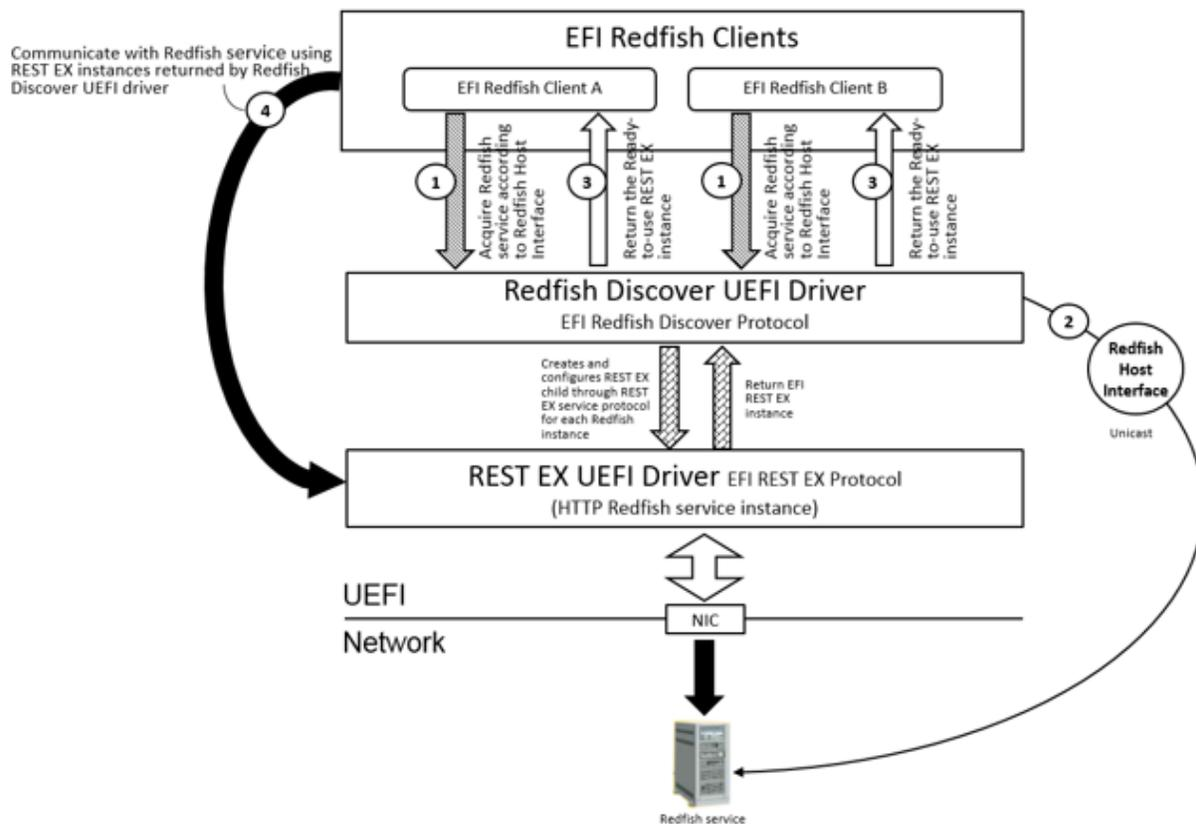 EFI Redfish Clients
Communicate with Redfish service using
REST EX instances returned by Redfish
Discover UEFI driver
4
EFI Redfish Client A
EFI Redfish Client B
1
Acquire Redfish
service according
to Redfish Host
Interface
3
Return the Ready-
to-use REST EX
instance
1
Acquire Redfish
service according
to Redfish Host
Interface
3
Return the Ready-
to-use REST EX
instance
Redfish Discover UEFI Driver
EFI Redfish Discover Protocol
2
Redfish
Host
Interface
Unicast
Creates and
configures REST EX
child through REST
EX service protocol
for each Redfish
instance
Return EFI
REST EX
instance
REST EX UEFI Driver EFI REST EX Protocol
(HTTP Redfish service instance)
UEFI
NIC
Network
Redfish service